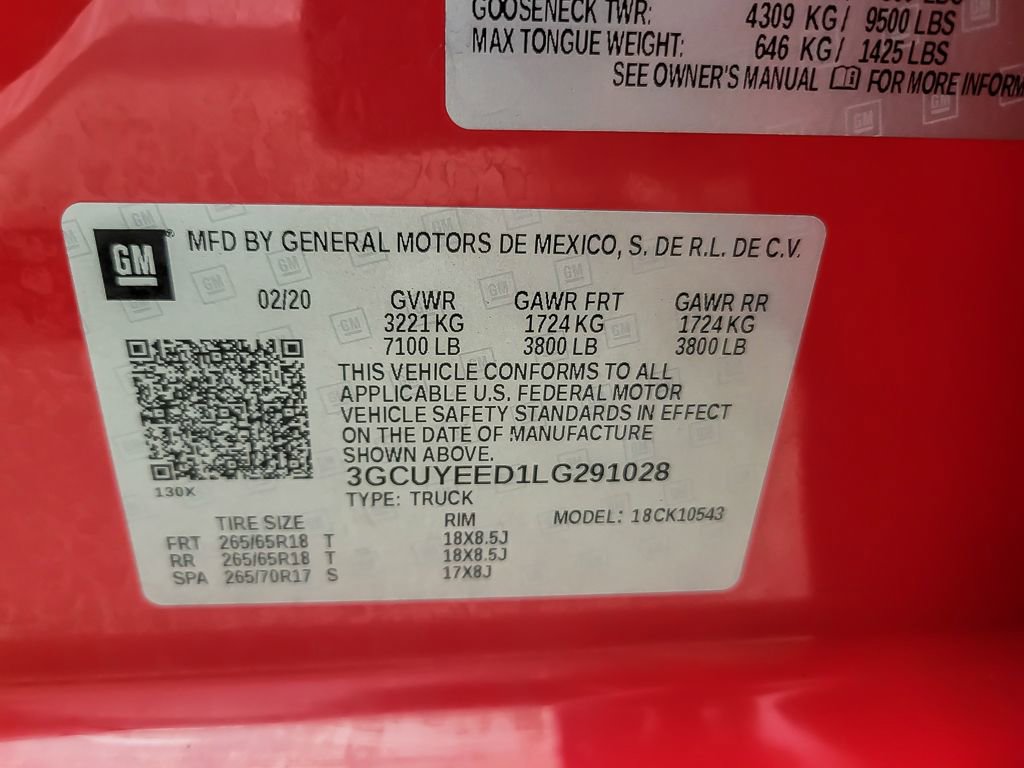 GOOSENECK TWR: 4309 KG/ 9500 LBS
MAX TONGUE WEIGHT: 646 KG/ 1425 LBS
SEE OWNER'S MANUAL FOR MORE INFORM
GM ® MFD BY GENERAL MOTORS DE MEXICO, S. DE R.L. DE C.V.
02/20 GVWR GAWR FRT GAWR RR
3221 KG 1724 KG 1724 KG
7100 LB 3800 LB 3800 LB
THIS VEHICLE CONFORMS TO ALL
APPLICABLE U.S. FEDERAL MOTOR
VEHICLE SAFETY STANDARDS IN EFFECT
ON THE DATE OF MANUFACTURE
SHOWN ABOVE.
3GCUYEED1LG291028
130X
TYPE: TRUCK
TIRE SIZE RIM MODEL: 18CK10543
FRT 265/65R18 T 18X8.5J
RR 265/65R18 T 18X8.5J
SPA 265/70R17 S 17X8J